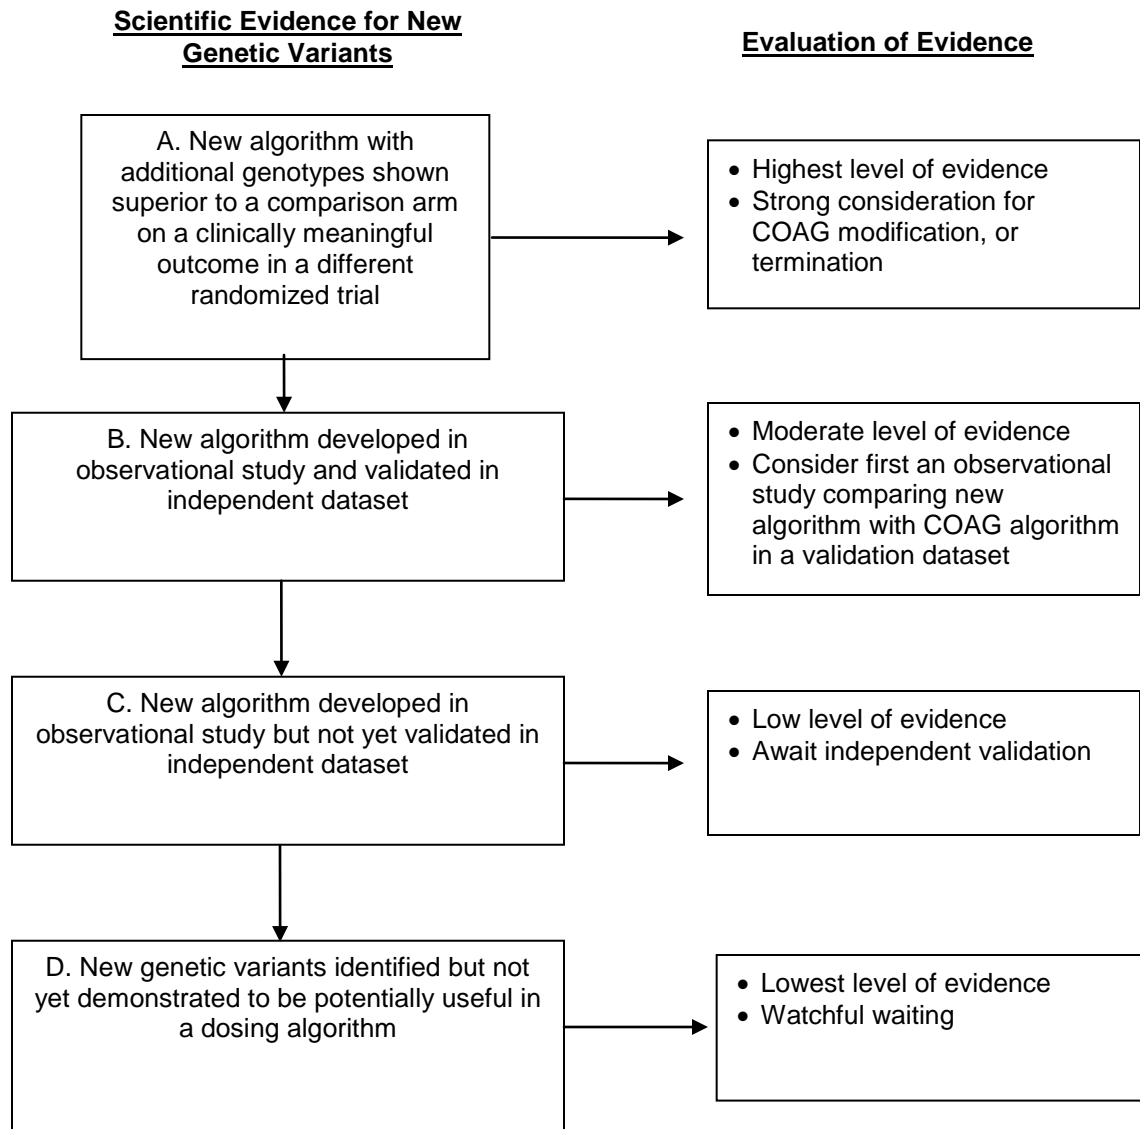 Scientific Evidence for New
Genetic Variants
Evaluation of Evidence
A. New algorithm with
additional genotypes shown
superior to a comparison arm
on a clinically meaningful
outcome in a different
randomized trial
• Highest level of evidence
• Strong consideration for
COAG modification, or
termination
B. New algorithm developed in
observational study and validated in
independent dataset
• Moderate level of evidence
• Consider first an observational
study comparing new
algorithm with COAG algorithm
in a validation dataset
C. New algorithm developed in
observational study but not yet validated in
independent dataset
• Low level of evidence
• Await independent validation
D. New genetic variants identified but not
yet demonstrated to be potentially useful in
a dosing algorithm
• Lowest level of evidence
• Watchful waiting